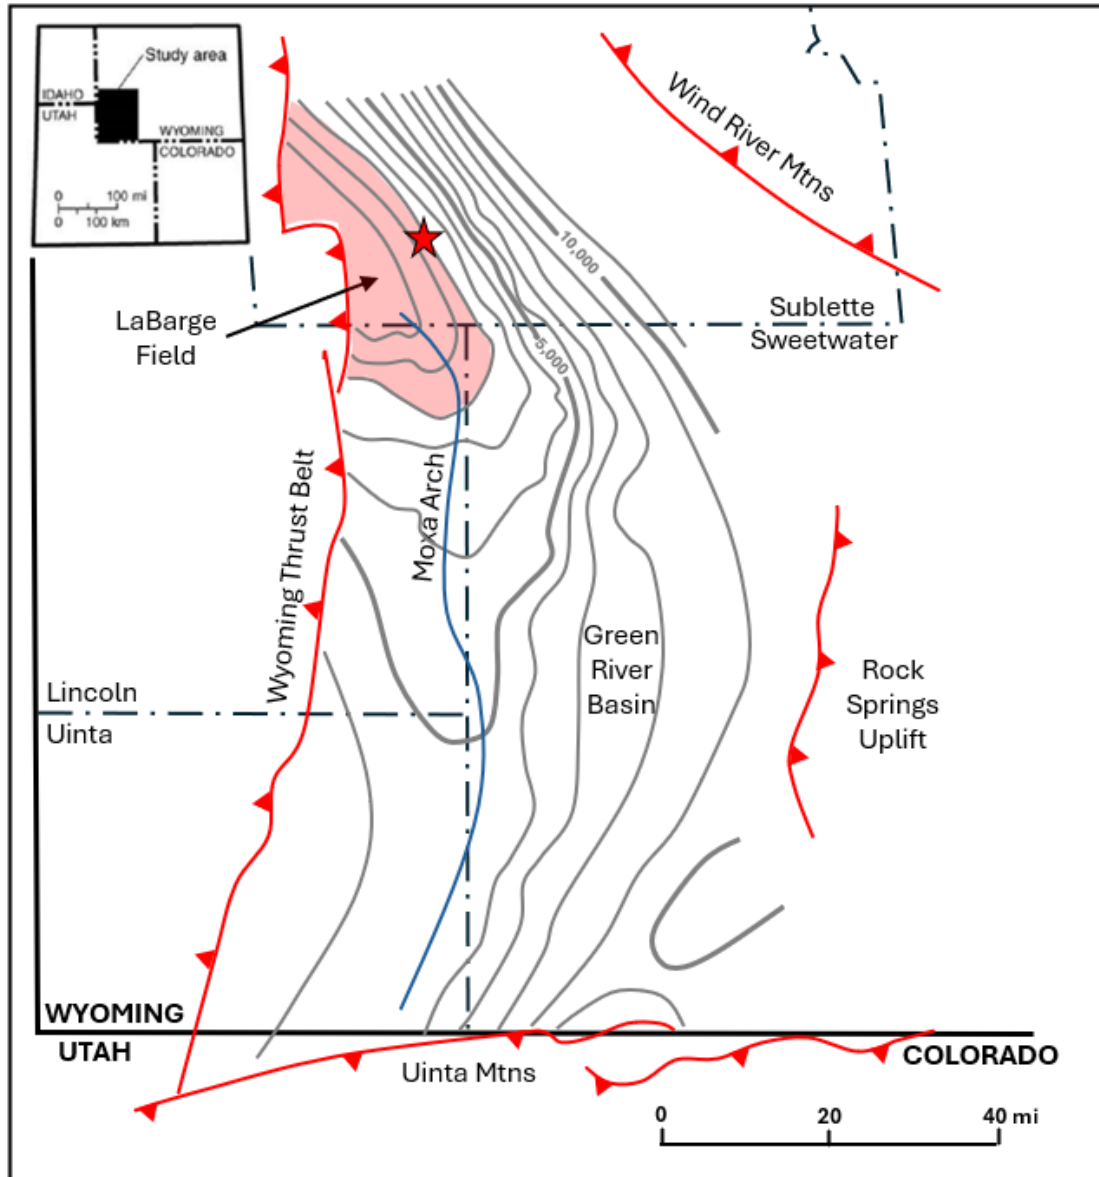 Study area
IDAHO
UTAH
WYOMING
COLORADO
0 100 mi
0 100 km
Wind River Mtns
10,000
LaBarge
Field
Sublette
Sweetwater
5,000
Moxa Arch
Wyoming Thrust Belt
Green
River
Basin
Rock
Springs
Uplift
Lincoln
Uinta
WYOMING
UTAH
COLORADO
Uinta Mtns
0 20 40 mi